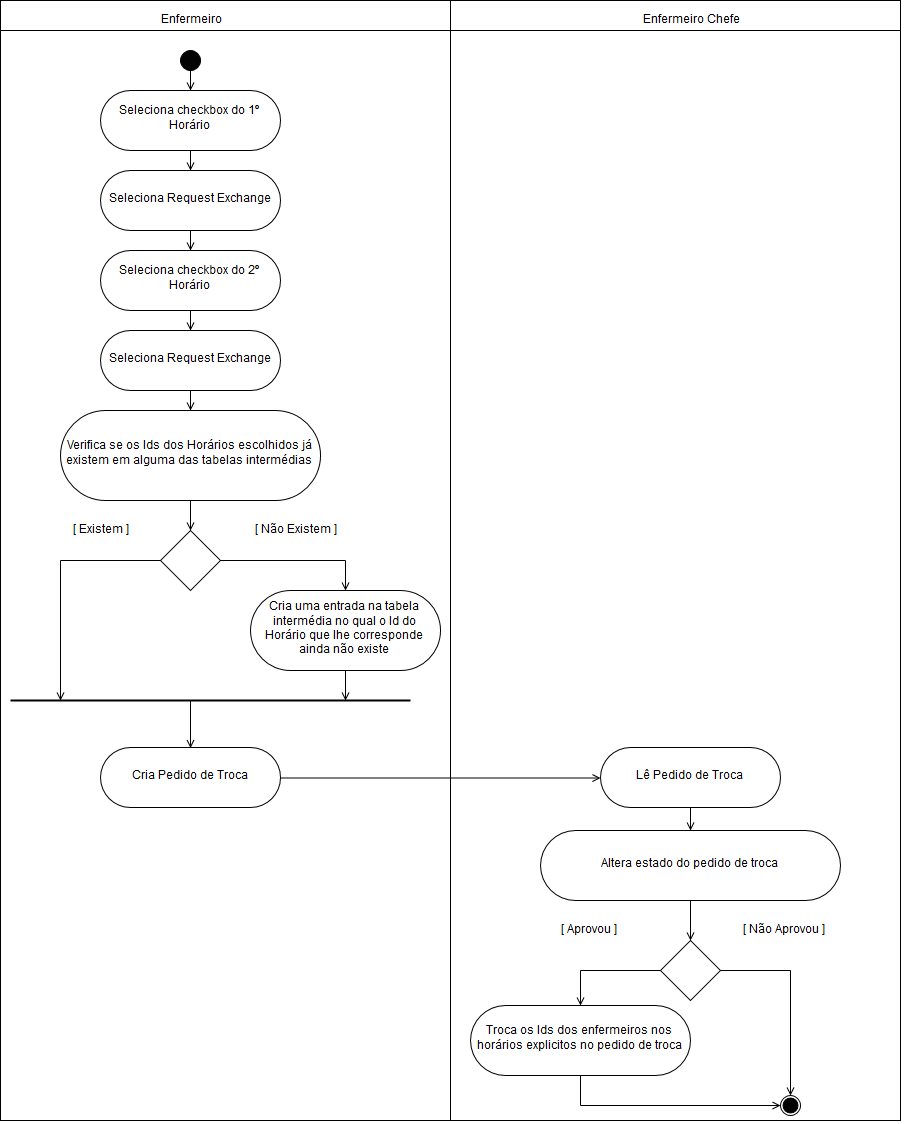 Enfermeiro
Enfermeiro Chefe
Seleciona checkbox do 1º
Horário
Seleciona Request Exchange
Seleciona checkbox do 2º
Horário
Seleciona Request Exchange
Verifica se os Ids dos Horários escolhidos já
existem em alguma das tabelas intermédias
[ Existem ]
[ Não Existem ]
Cria uma entrada na tabela
intermédia no qual o Id do
Horário que lhe corresponde
ainda não existe
Cria Pedido de Troca
Lê Pedido de Troca
Altera estado do pedido de troca
[ Aprovou ]
[ Não Aprovou ]
Troca os Ids dos enfermeiros nos
horários explicitos no pedido de troca